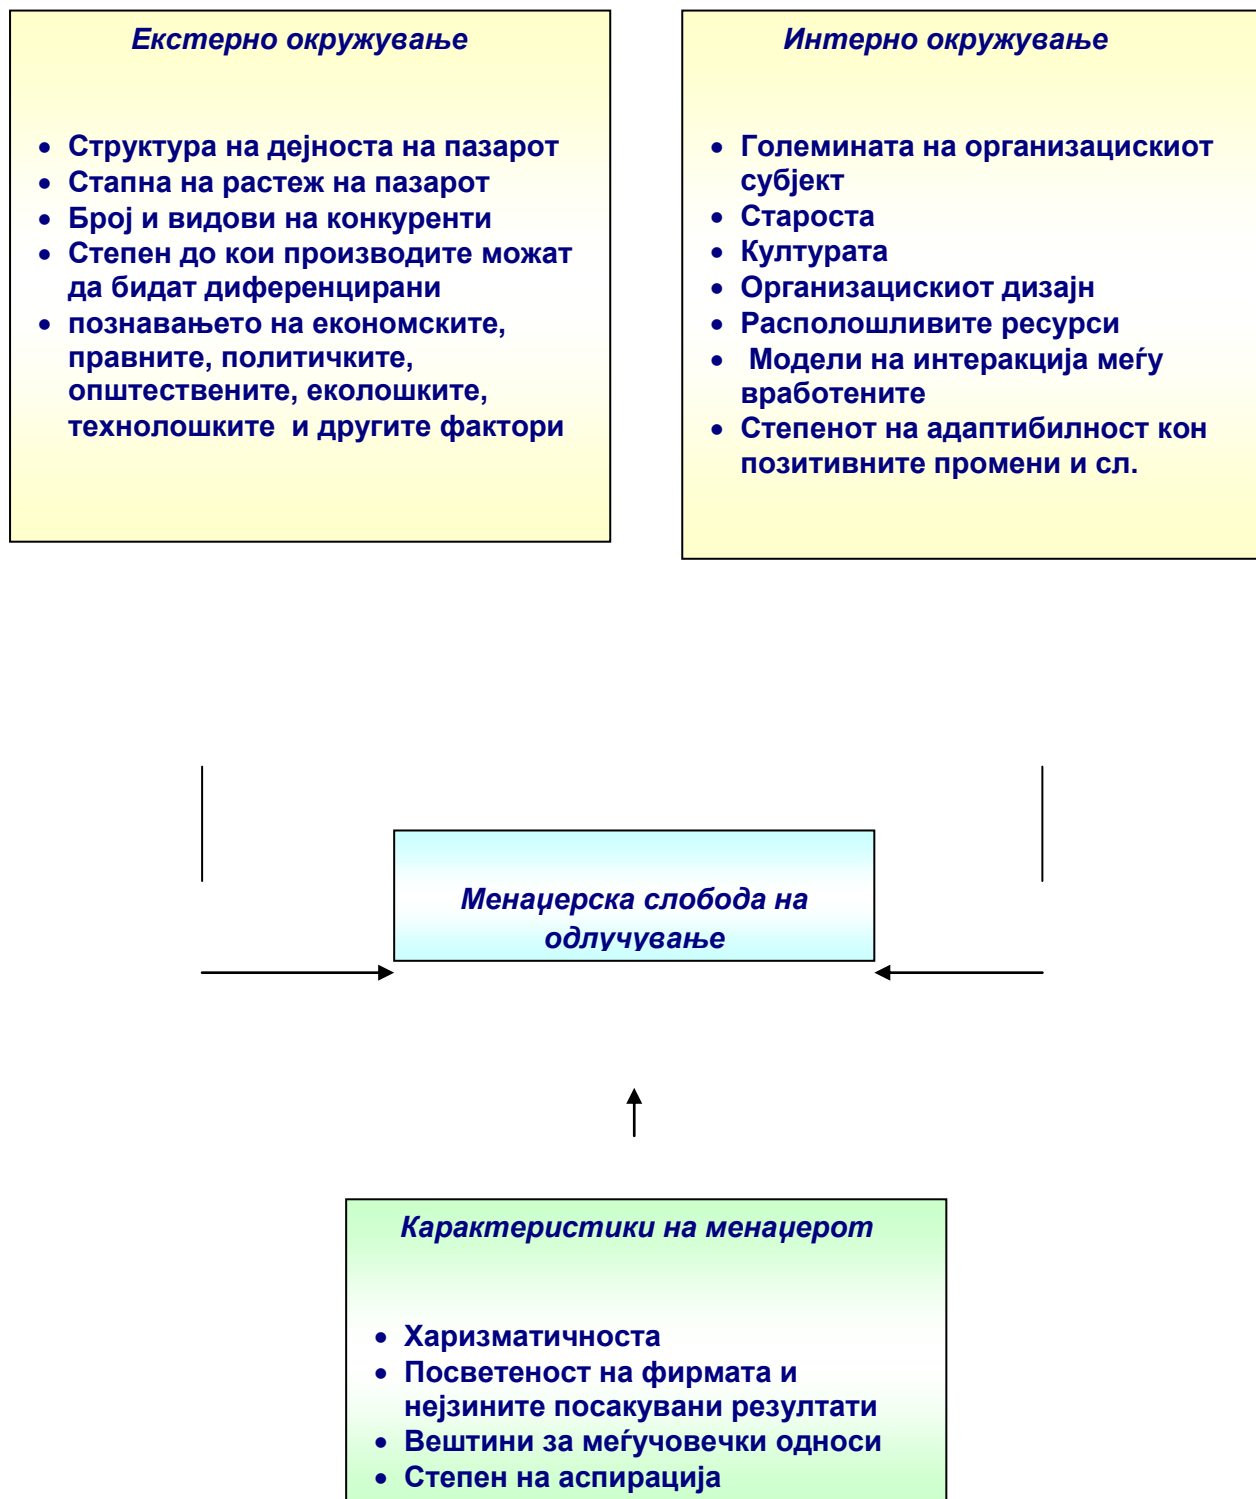 Екстерно окружување
• Структура на дејноста на пазарот
• Стапна на растеж на пазарот
• Број и видови на конкуренти
• Степен до кои производите можат
да бидат диференцирани
• познавањето на економските,
правните, политичките,
општествените, еколошките,
технолошките и другите фактори
Интерно окружување
• Големината на организацискиот
субјект
• Староста
• Културата
• Организацискиот дизајн
• Располошливите ресурси
• Модели на интеракција меѓу
вработените
• Степенот на адаптибилност кон
позитивните промени и сл.
Менаџерска слобода на
одлучување
Карактеристики на менаџерот
• Харизматичноста
• Посветеност на фирмата и
нејзините посакувани резултати
• Вештини за меѓучовечки односи
• Степен на аспирација